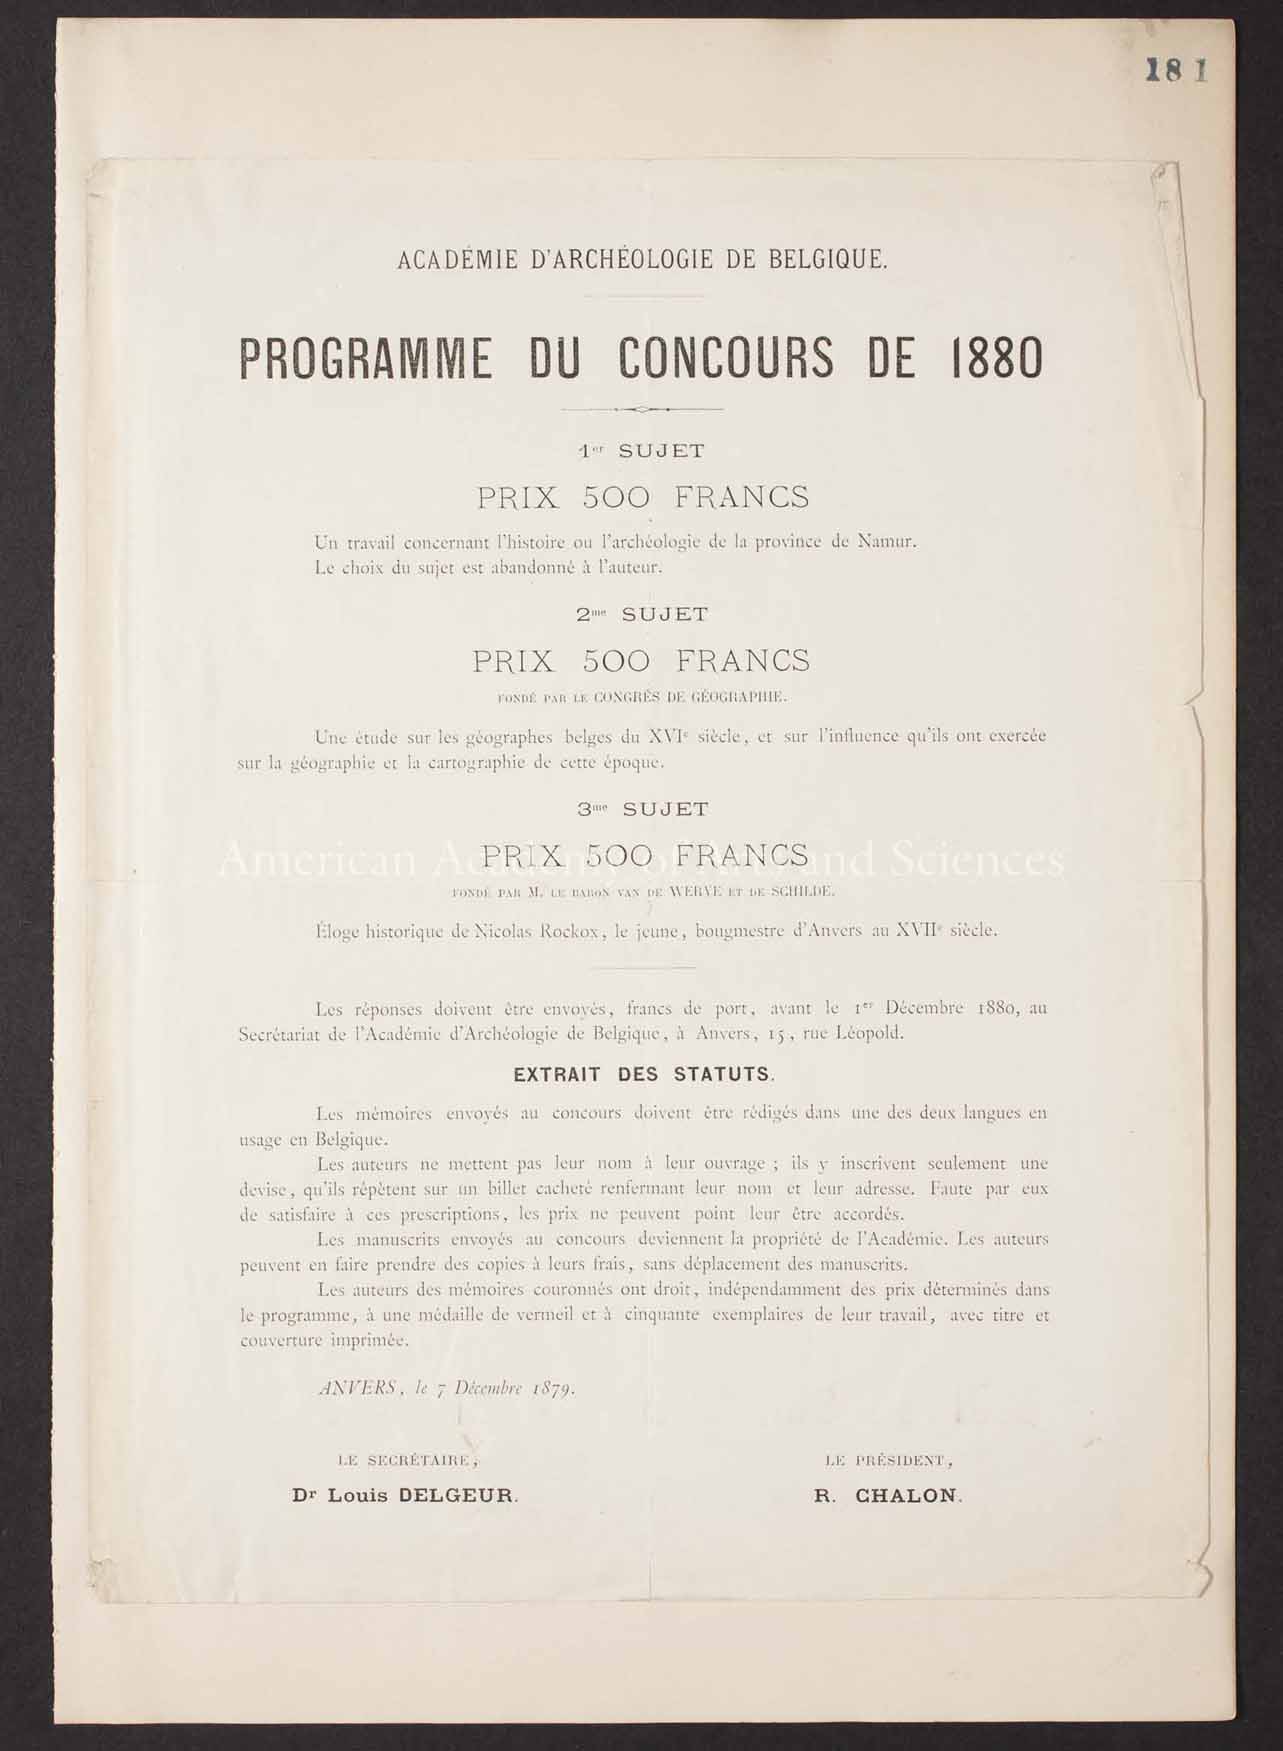 18 1
ACADÉMIE D'ARCHÉOLOGIE DE BELGIQUE.
PROGRAMME DU CONCOURS DE 1880
1er SUJET
PRIX 500 FRANCS
Un travail concernant l'histoire ou l'archéologie de la province de Namur.
Le choix du sujet est abandonné à l'auteur.
2me SUJET
PRIX 500 FRANCS
FONDÉ PAR LE CONGRÈS DE GÉOGRAPHIE.
Une étude sur les géographes belges du XVIe siècle, et sur l'influence qu'ils ont exercée
sur la géographie et la cartographie de cette époque.
3me SUJET
American Academy of Arts and Sciences
PRIX 500 FRANCS
FONDÉ PAR M. LE BARON VAN DE WERVE ET DE SCHILDE.
Éloge historique de Nicolas Rockox, le jeune, bougmestre d'Anvers au XVIIe siècle.
Les réponses doivent être envoyés, francs de port, avant le 1er Décembre 1880, au
Secrétariat de l'Académie d'Archéologie de Belgique, à Anvers, 15, rue Léopold.
EXTRAIT DES STATUTS.
Les mémoires envoyés au concours doivent être rédigés dans une des deux langues en
usage en Belgique.
Les auteurs ne mettent pas leur nom à leur ouvrage ; ils y inscrivent seulement une
devise, qu'ils répètent sur un billet cacheté renfermant leur nom et leur adresse. Faute par eux
de satisfaire à ces prescriptions, les prix ne peuvent point leur être accordés.
Les manuscrits envoyés au concours deviennent la propriété de l'Académie. Les auteurs
peuvent en faire prendre des copies à leurs frais, sans déplacement des manuscrits.
Les auteurs des mémoires couronnés ont droit, indépendamment des prix déterminés dans
le programme, à une médaille de vermeil et à cinquante exemplaires de leur travail, avec titre et
couverture imprimée.
ANVERS, le 7 Décembre 1879.
LE SECRÉTAIRE,
Dr Louis DELGEUR.
LE PRÉSIDENT,
R. CHALON.